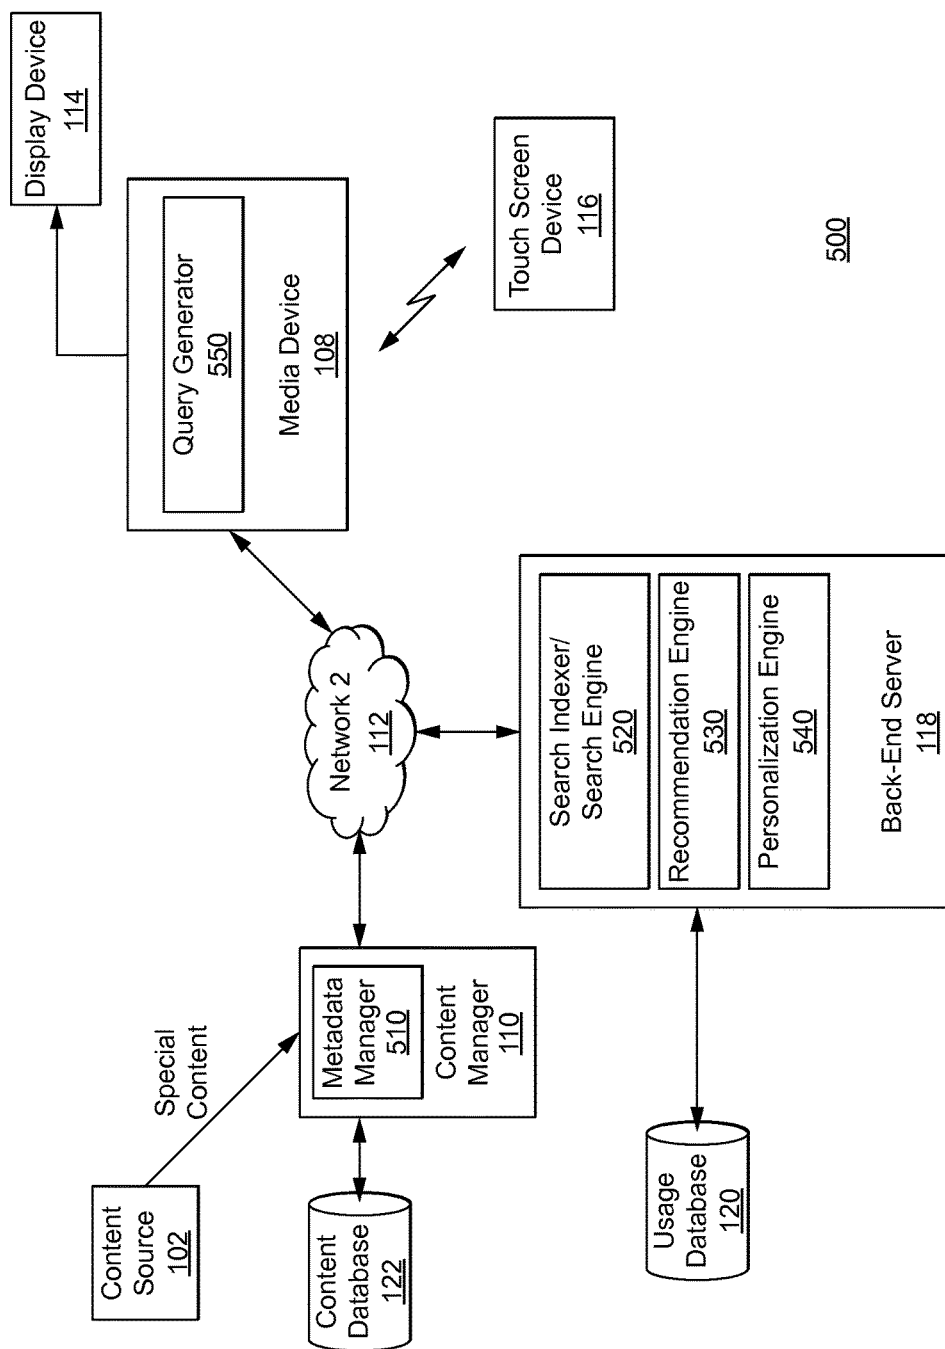 Content
Source
102
Special
Content
Content
Database
122
Metadata
Manager
510
Content
Manager
110
Network 2
112
Query Generator
550
Media Device
108
Display Device
114
Touch Screen
Device
116
Usage
Database
120
Search Indexer/
Search Engine
520
Recommendation Engine
530
Personalization Engine
540
Back-End Server
118
500